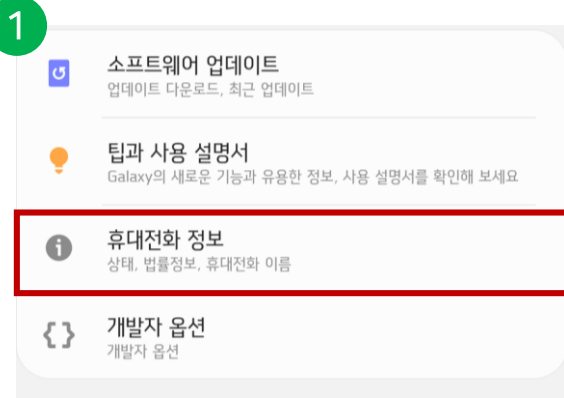 1
소프트웨어 업데이트
업데이트 다운로드, 최근 업데이트
팁과 사용 설명서
Galaxy의 새로운 기능과 유용한 정보, 사용 설명서를 확인해 보세요
휴대전화 정보
상태, 법률정보, 휴대전화 이름
개발자 옵션
개발자 옵션